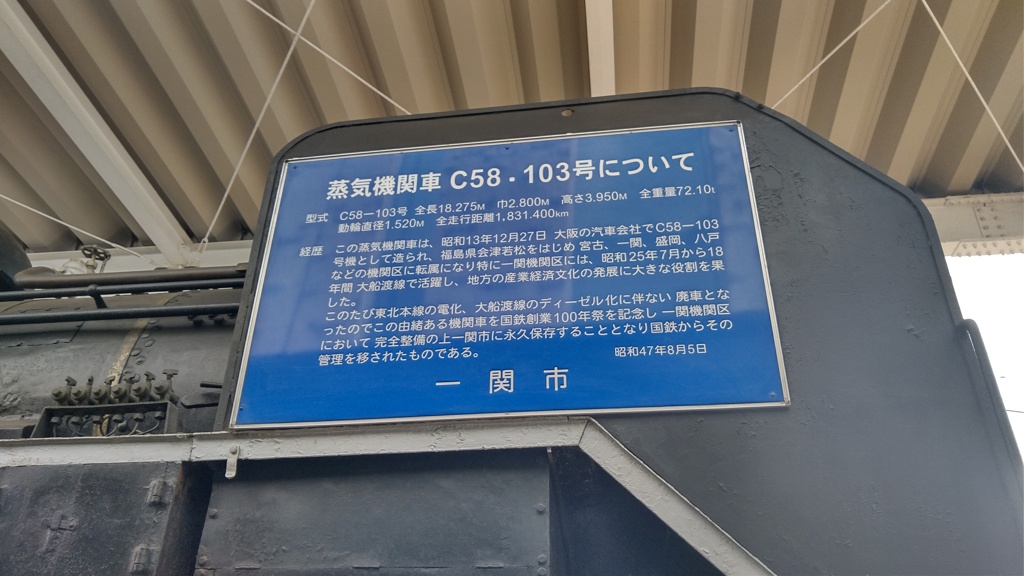 蒸気機関車 C58・103号について
型式 C58ー103号 全長18,275M 巾2.800M 高さ3.950M 全重量72.10t
動輪直径1.520M 全走行距離1,831.400km
経歴 この蒸気機関車は、昭和13年12月27日 大阪の汽車会社でC58ー103
号機として造られ、福島県会津若松をはじめ 宮古、一関、盛岡、八戸
などの機関区に転属になり特に一関機関区には、昭和25年7月から18
年間 大船渡線で活躍し、地方の産業経済文化の発展に大きな役割を果
した。
このたび東北本線の電化、大船渡線のディーゼル化に伴ない 廃車とな
ったのでこの由緒ある機関車を国鉄創業100年祭を記念し 一関機関区
において 完全整備の上一関市に永久保存することとなり国鉄からその
管理を移されたものである。 昭和47年8月5日
一関市